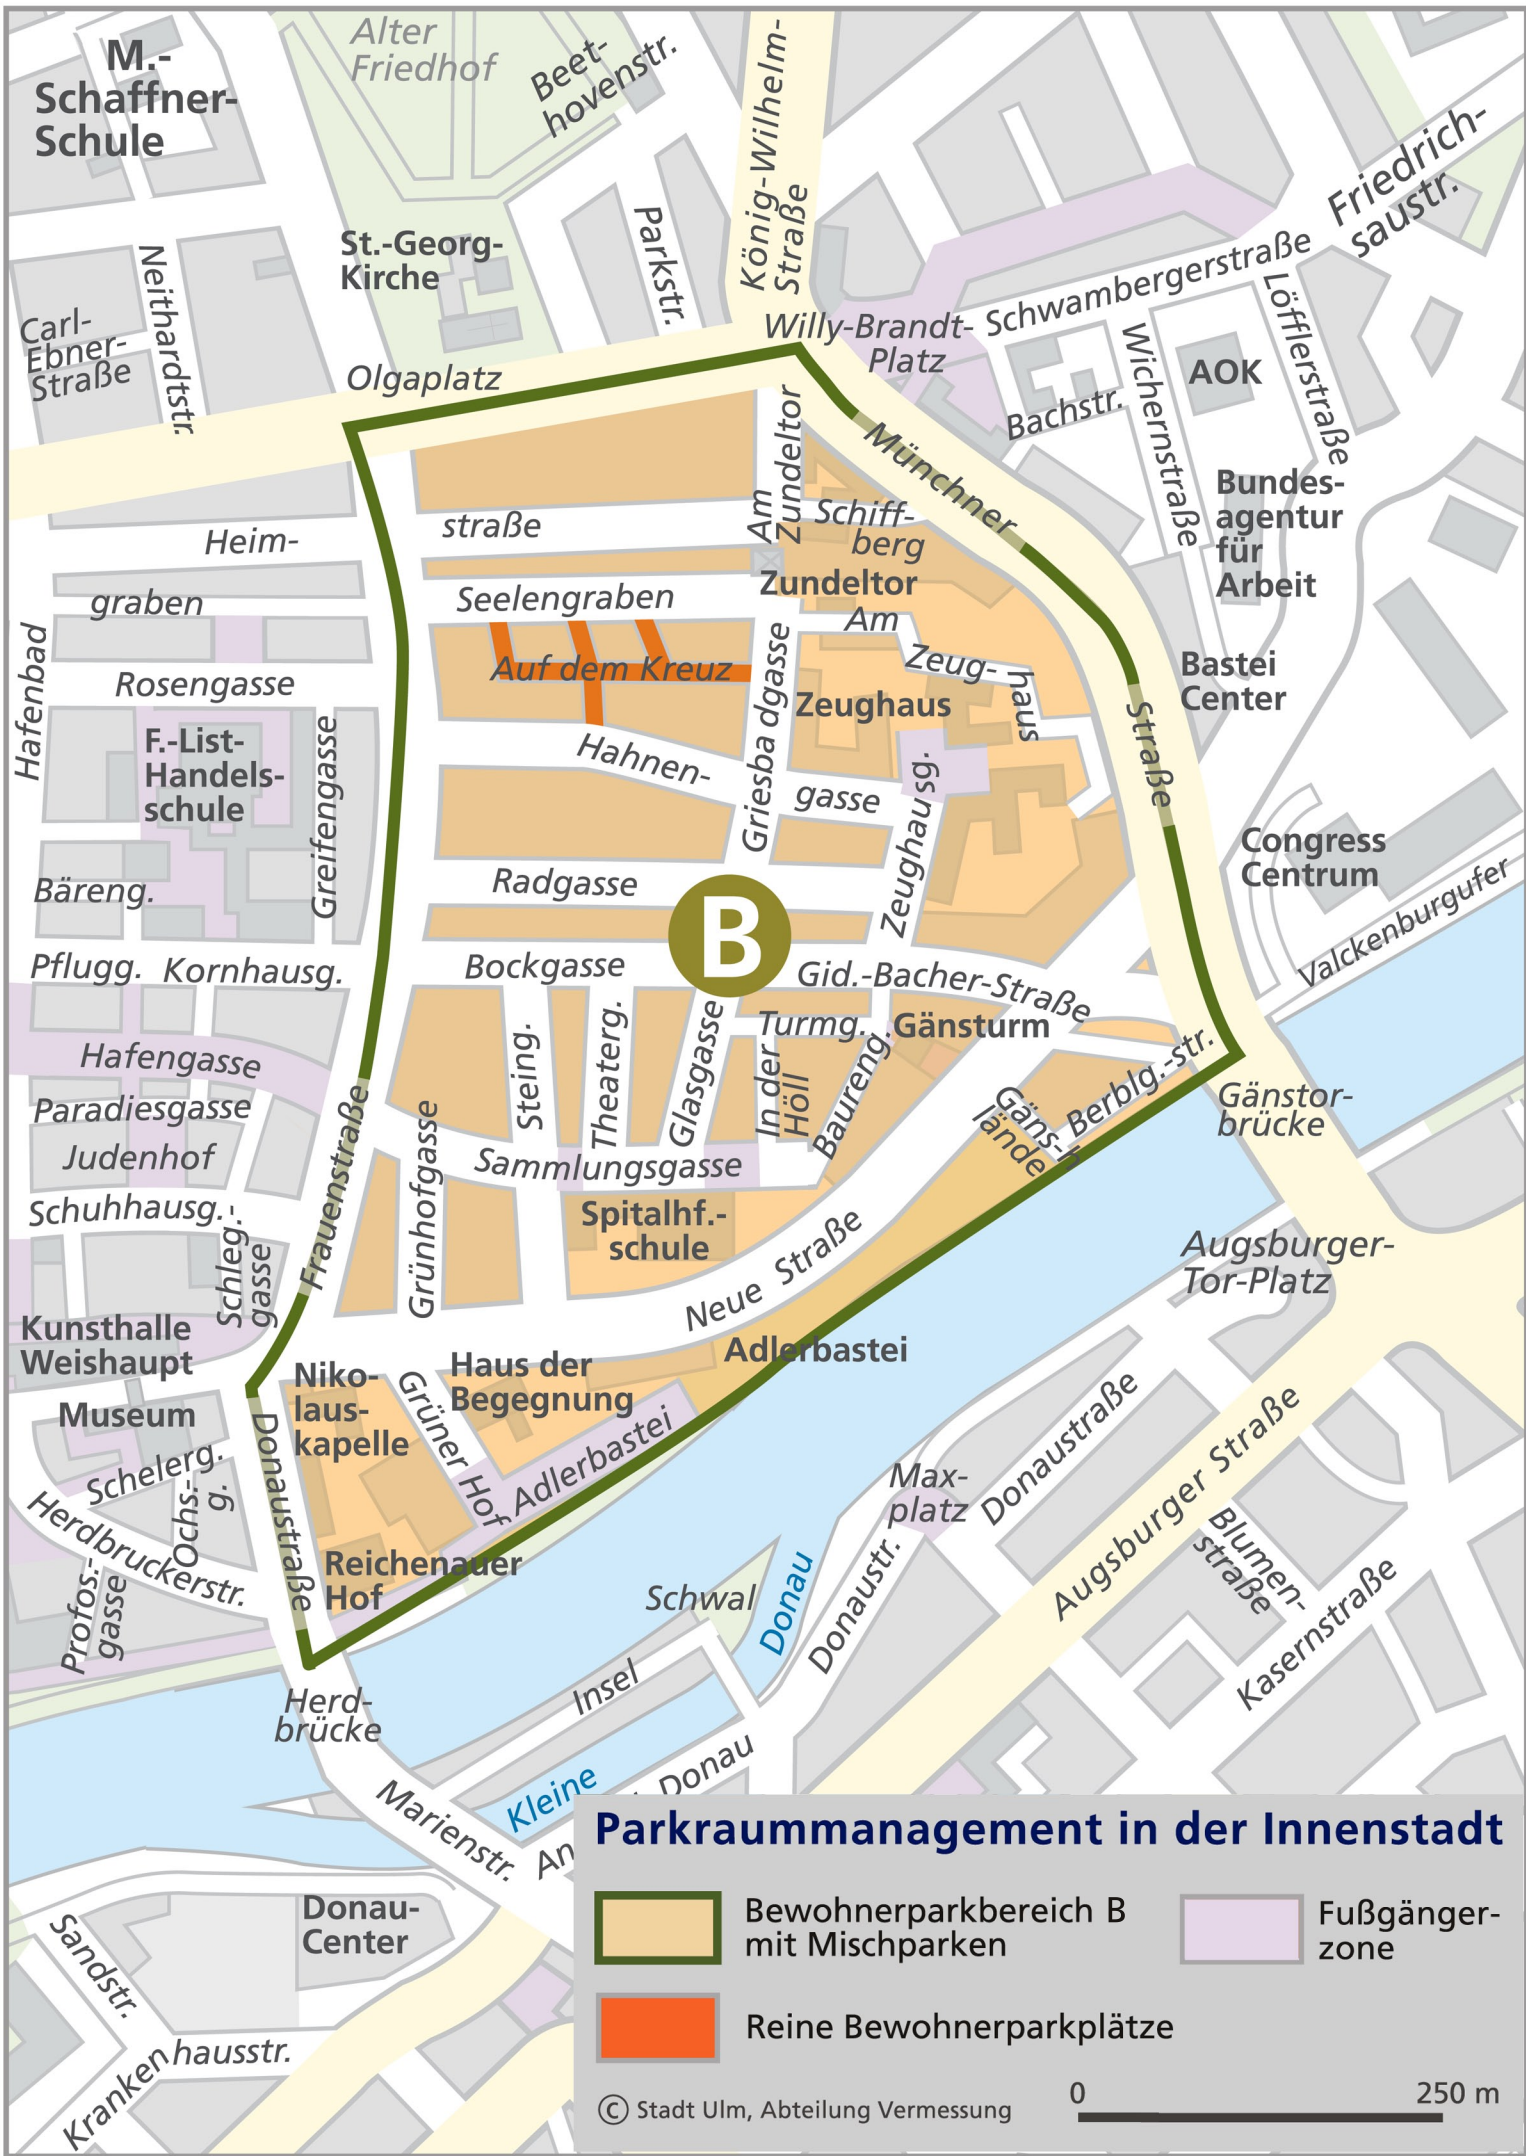 M.-
Schaffner-
Schule
Alter
Friedhof
Beet-
hovenstr.
König-Wilhelm-
Straße
Friedrich-
saustr.
Neithardtstr.
St.-Georg-
Kirche
Parkstr.
Carl-
Ebner-
Straße
Olgaplatz
Willy-Brandt-
Platz
Schwambergerstraße
Löfflerstraße
Wichernstraße
AOK
Bachstr.
Münchner
Straße
Bundes-
agentur
für
Arbeit
Am
Zundeltor
Schiff-
berg
Zundeltor
Heim-
straße
graben
Seelengraben
Am
Zeug-
haus
Hafenbad
Rosengasse
Auf dem Kreuz
Griesba dgasse
Zeughaus
Bastei
Center
F.-List-
Handels-
schule
Greifengasse
Hahnen-
gasse
Zeughausg.
Congress
Centrum
Valckenburgufer
Bäreng.
Radgasse
B
Pflugg.
Kornhausg.
Bockgasse
Gid.-Bacher-Straße
Turmg.
Gänsturm
Hafengasse
Steing.
Theaterg.
Glasgasse
In der
Höll
Baureng.
Gäns-
lände
Berblg.-str.
h
Gänstor-
brücke
Paradiesgasse
Judenhof
Frauenstraße
Grünhofgasse
Sammlungsgasse
Schuhhausg.-
Schleg.-
gasse
Spitalhf.-
schule
Neue Straße
Augsburger-
Tor-Platz
Kunsthalle
Weishaupt
Adlerbastei
Niko-
laus-
kapelle
Grüner Hof
Haus der
Begegnung
Adlerbastei
Museum
Schelerg.
Ochs.-
g.
Herdbruckerstr.
Donaustraße
Profos.-
gasse
Reichenauer
Hof
Max-
platz
Donaustraße
Augsburger Straße
Blumen-
straße
Kasernstraße
Schwal
Donau
Donaustr.
Insel
Herd-
brücke
Kleine
Donau
An
Marienstr.
Donau-
Center
Sandstr.
Krankenhausstr.
Parkraummanagement in der Innenstadt
Bewohnerparkbereich B
mit Mischparken
Fußgänger-
zone
Reine Bewohnerparkplätze
© Stadt Ulm, Abteilung Vermessung
0 250 m